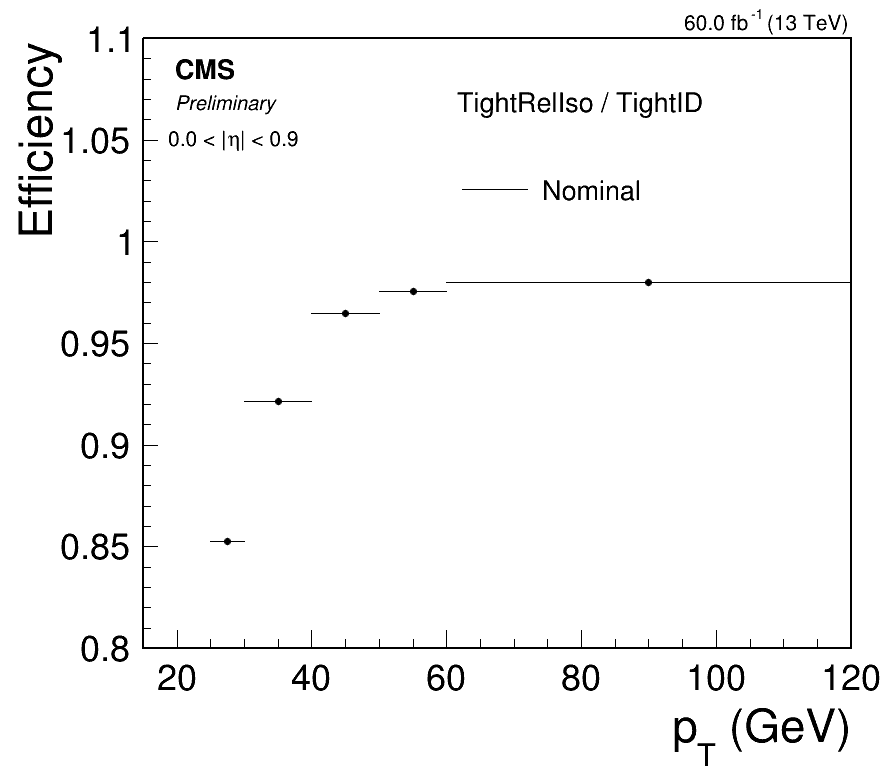 60.0 fb-1 (13 TeV)
CMS
Preliminary
0.0 < |η| < 0.9
TightRelIso / TightID
Nominal
Efficiency
1.1
1.05
1
0.95
0.9
0.85
0.8
20 40 60 80 100 120
pT (GeV)